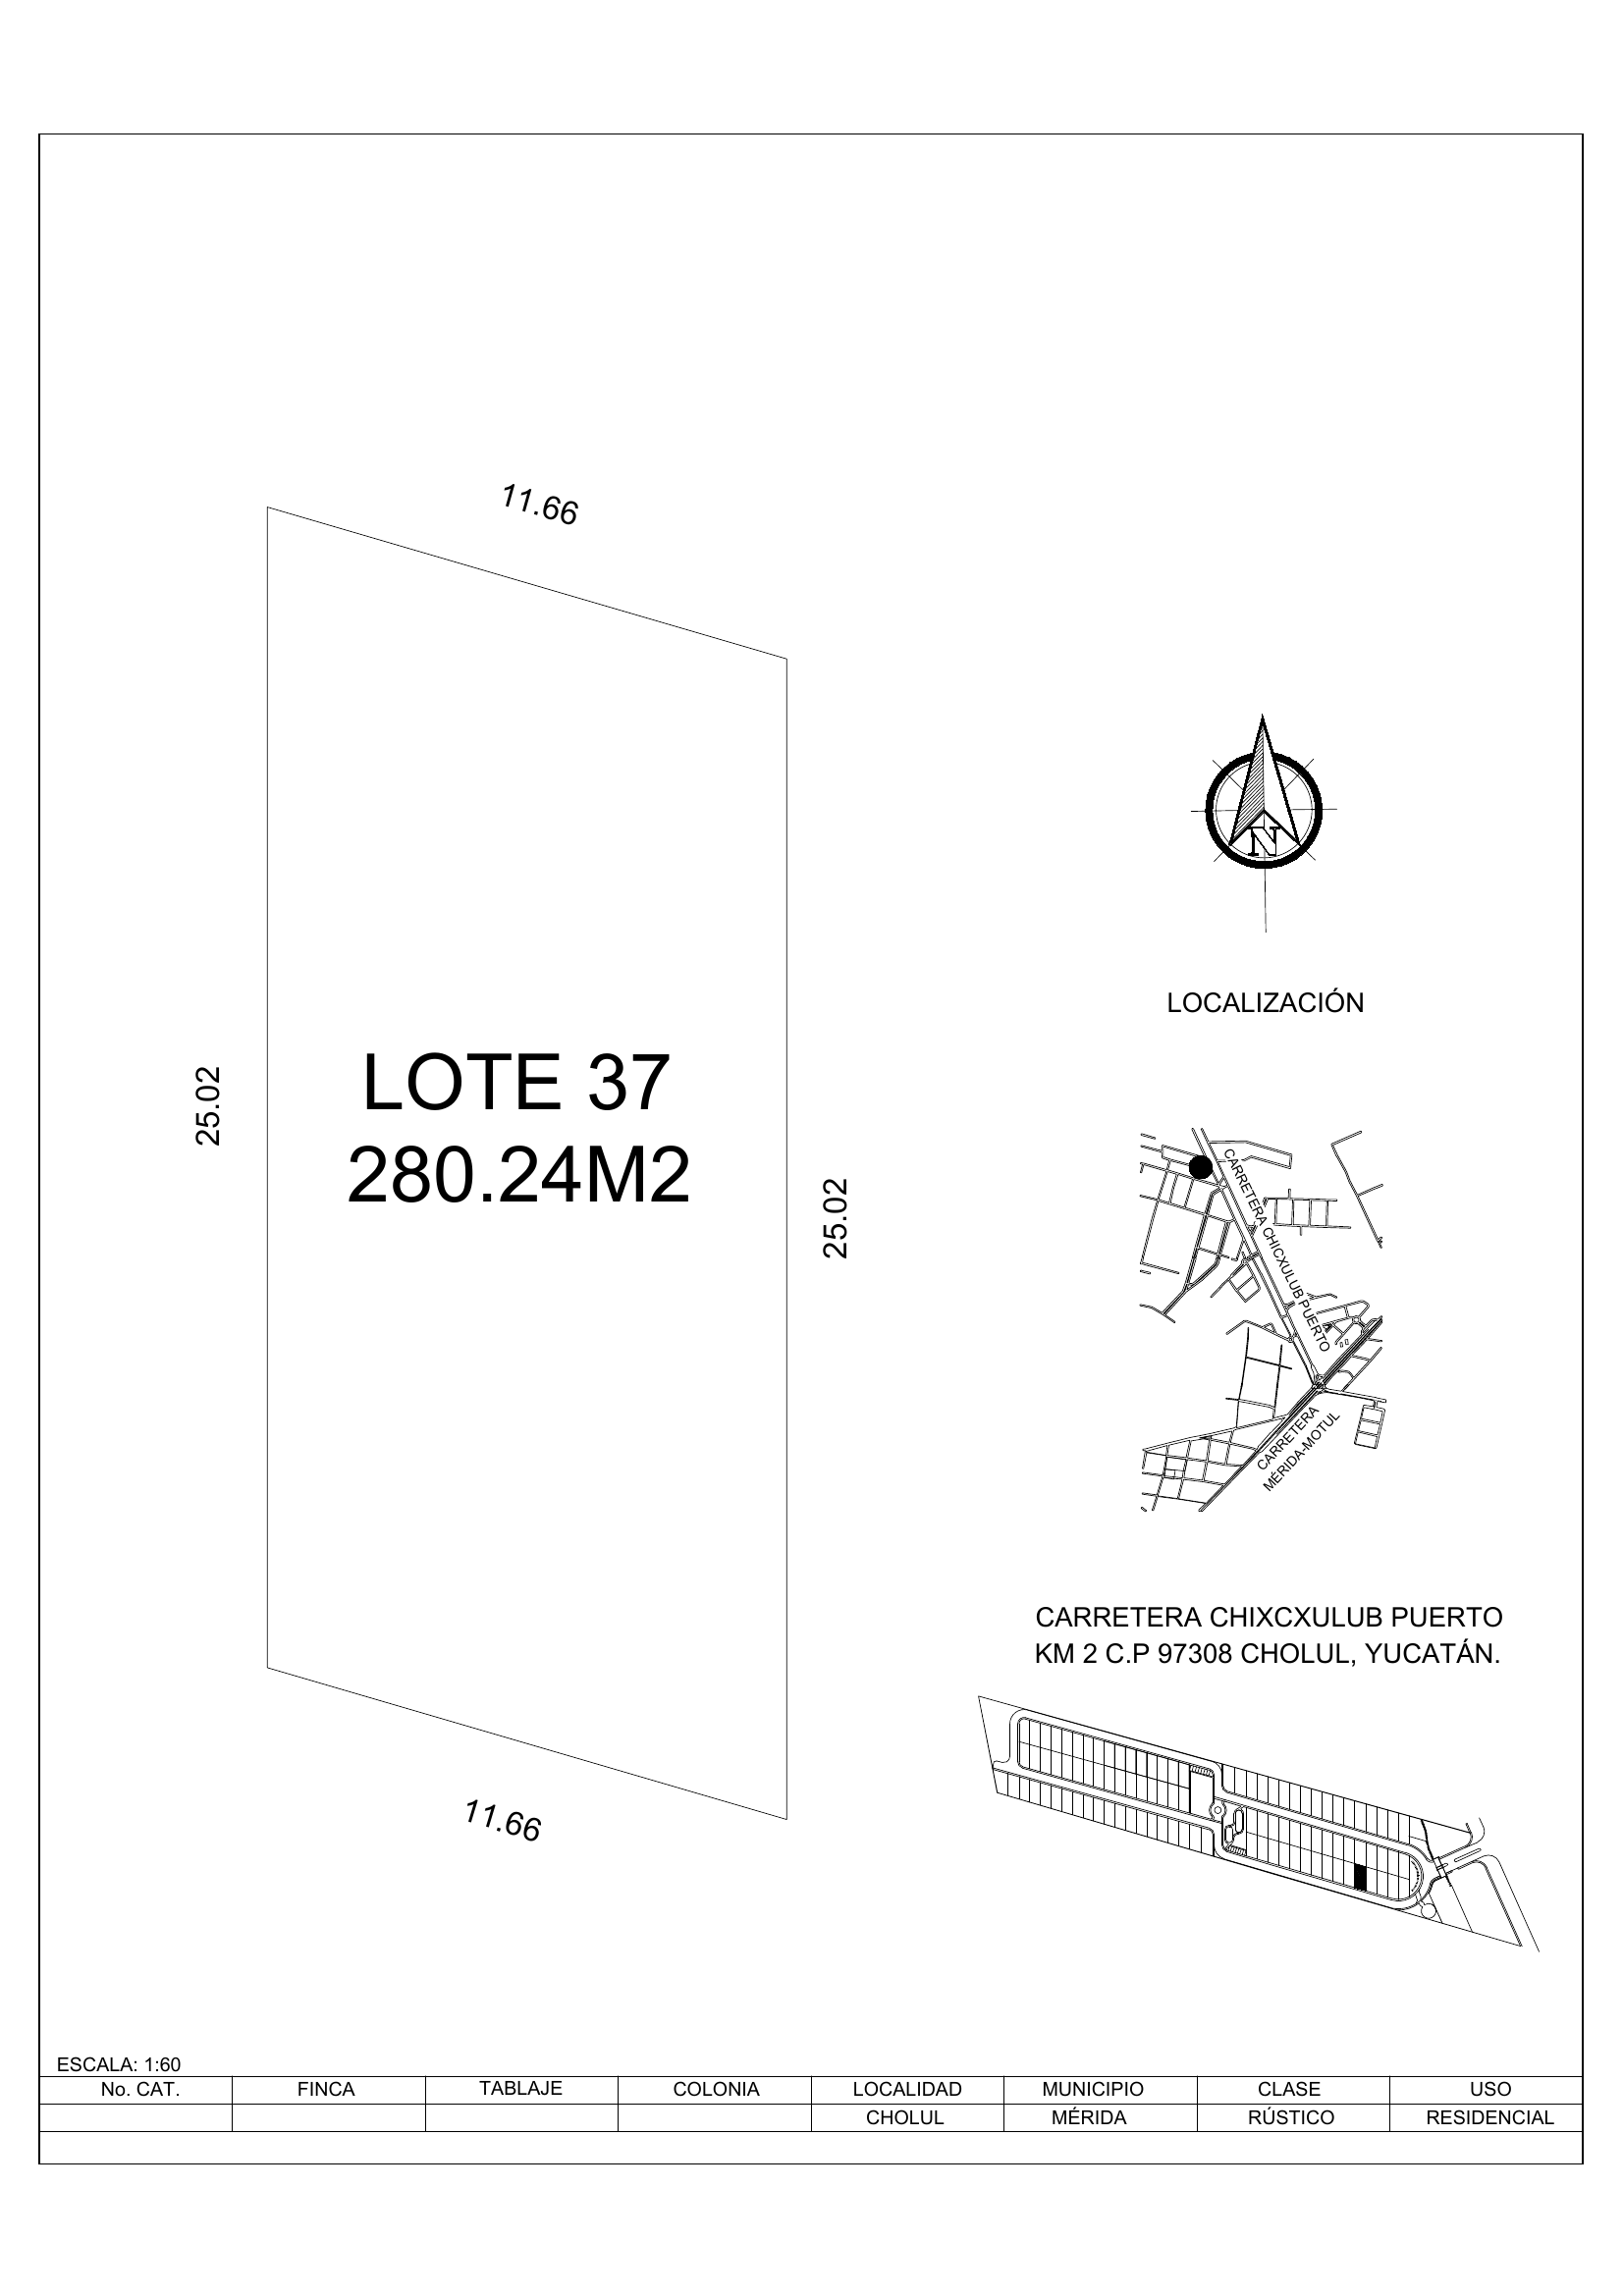 11.66
25.02
LOTE 37
280.24M2
25.02
11.66
N
LOCALIZACIÓN
CARRETERA CHICXULUB PUERTO
CARRETERA
MÉRIDA-MOTUL
CARRETERA CHIXCXULUB PUERTO
KM 2 C.P 97308 CHOLUL, YUCATÁN.
ESCALA: 1:60
No. CAT. FINCA TABLAJE COLONIA LOCALIDAD MUNICIPIO CLASE USO
CHOLUL MÉRIDA RÚSTICO RESIDENCIAL